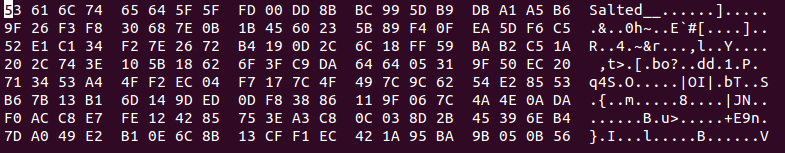 53 61 6C 74 65 64 5F 5F FD 00 DD 8B BC 99 5D B9 DB A1 A5 B6 Salted__......].....
9F 26 F3 F8 30 68 7E 0B 1B 45 60 23 5B 89 F4 0F EA 5D F6 C5 .&..0h~..E`#[....]..
52 E1 C1 34 F2 7E 26 72 B4 19 0D 2C 6C 18 FF 59 BA B2 C5 1A R..4.~&r...,l..Y....
20 2C 74 3E 10 5B 18 62 6F 3F C9 DA 64 64 05 31 9F 50 EC 20 ,t>.[.bo?..dd.1.P.
71 34 53 A4 4F F2 EC 04 F7 17 7C 4F 49 7C 9C 62 54 E2 85 53 q4S.O.....|OI|.bT..S
B6 7B 13 B1 6D 14 9D ED 0D F8 38 86 11 9F 06 7C 4A 4E 0A DA .{..m.....8....|JN..
F0 AC C8 E7 FE 12 42 85 75 3E A3 C8 0C 03 8D 2B 45 39 6E B4 ......B.u>.....+E9n.
7D A0 49 E2 B1 0E 6C 8B 13 CF F1 EC 42 1A 95 BA 9B 05 0B 56 }.I...l.....B......V